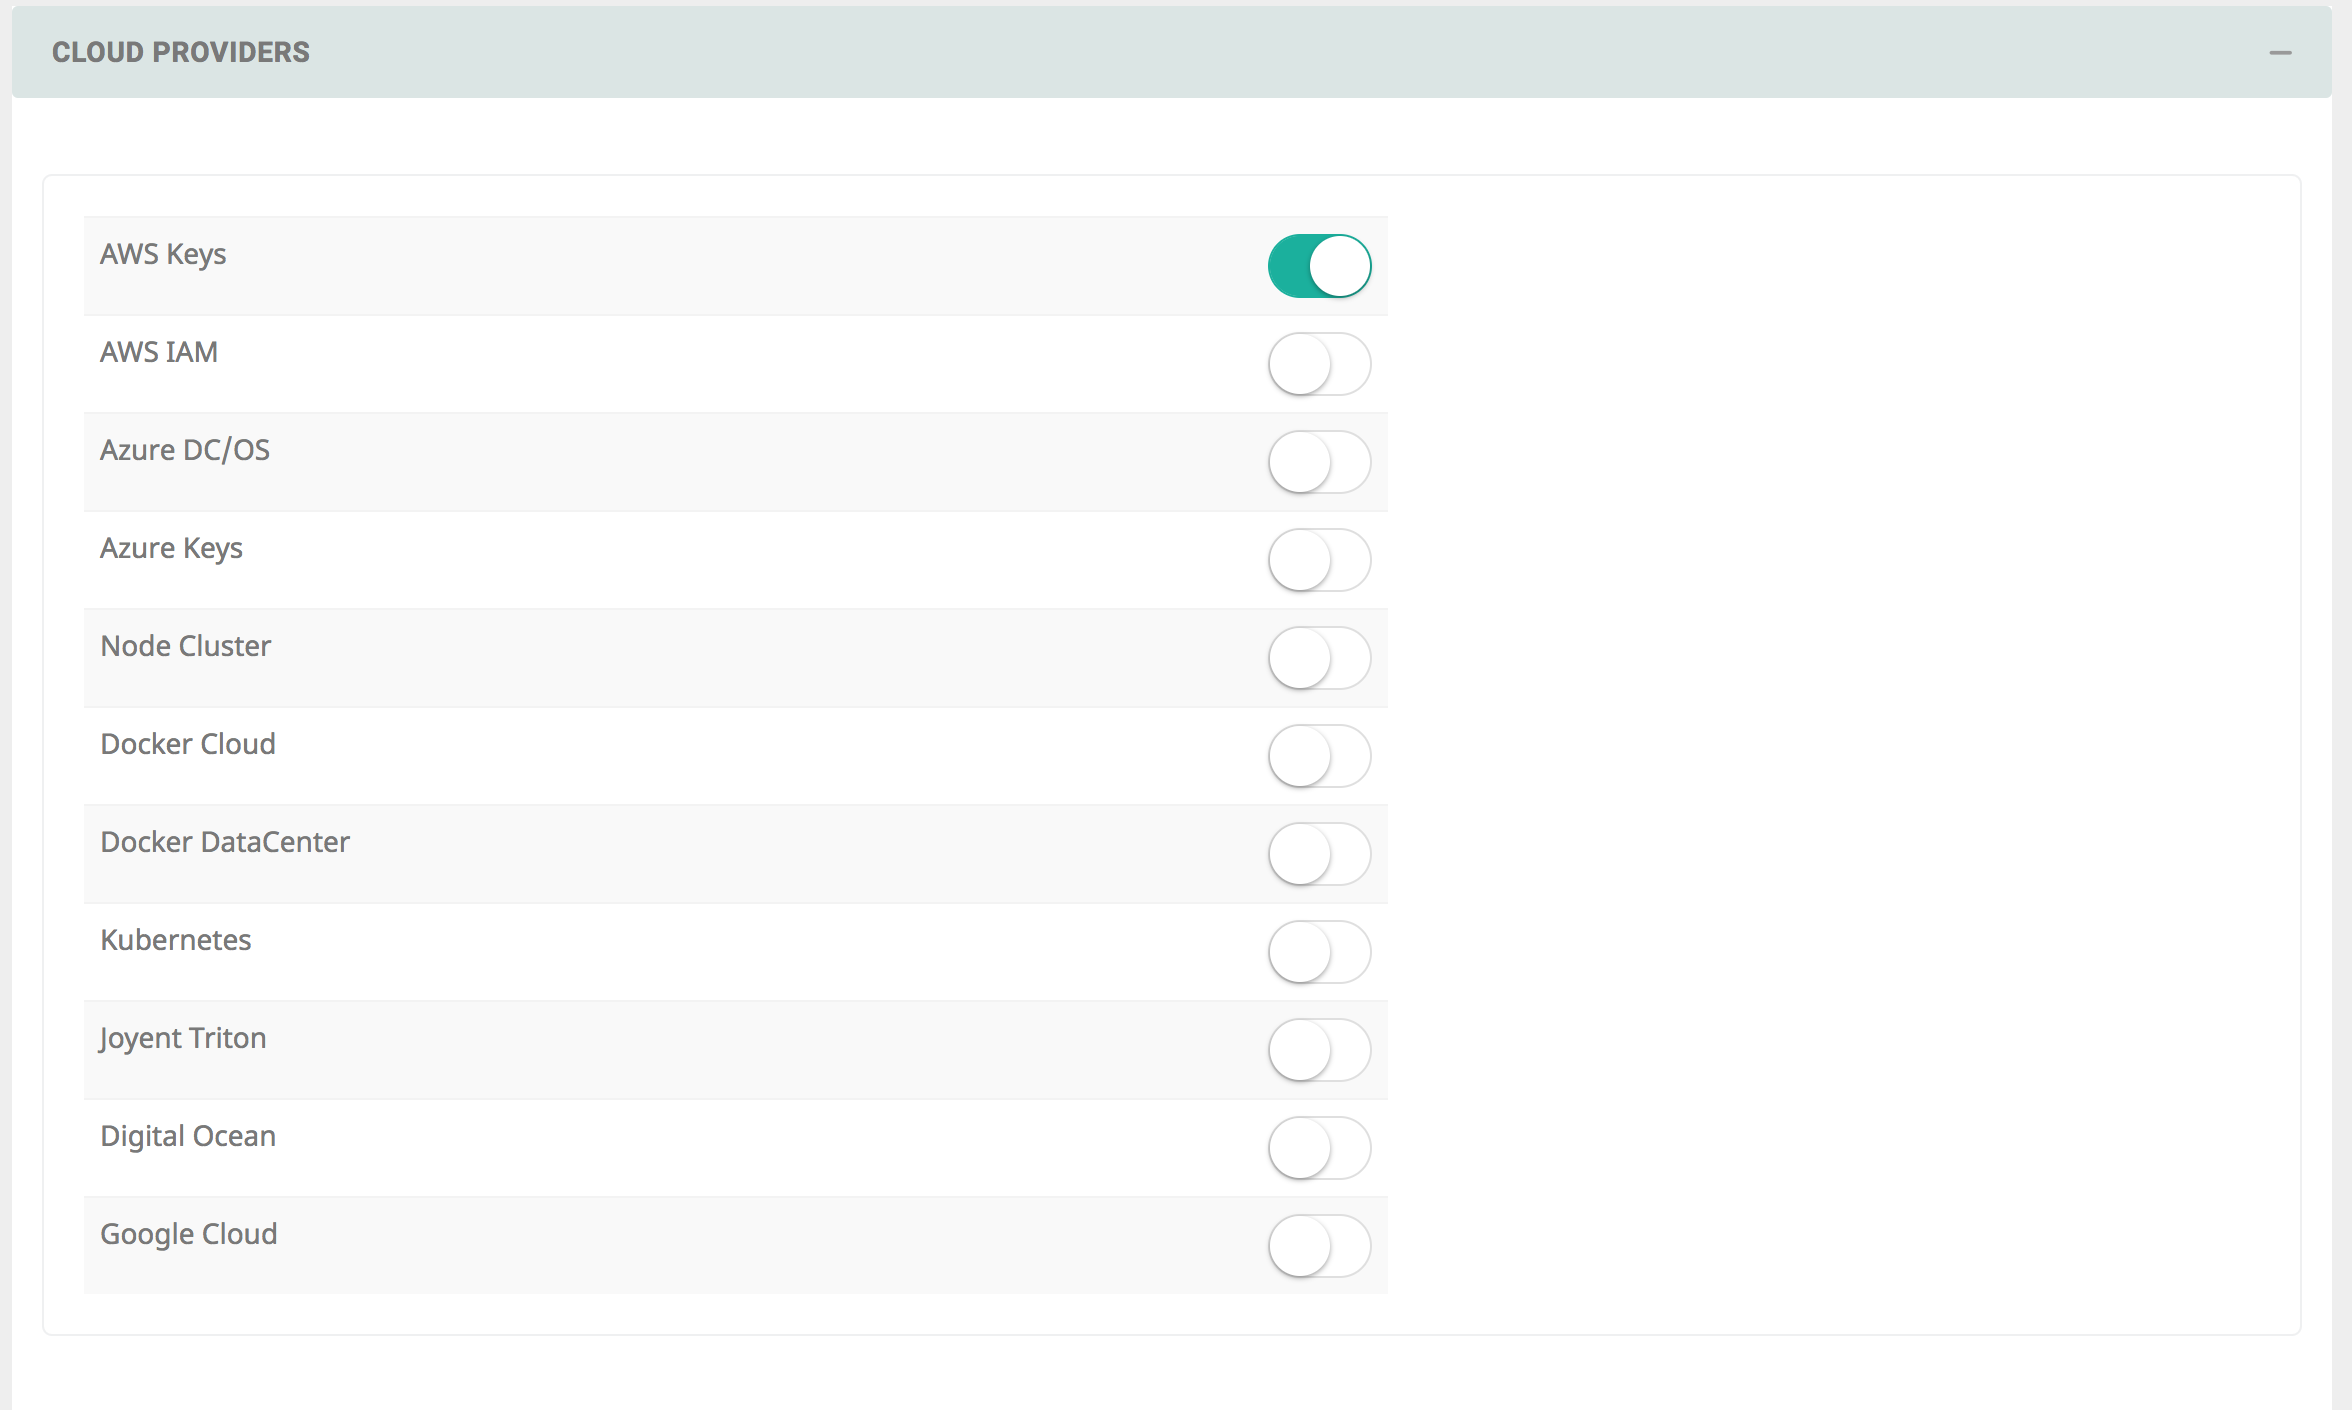 CLOUD PROVIDERS
AWS Keys
AWS IAM
Azure DC/OS
Azure Keys
Node Cluster
Docker Cloud
Docker DataCenter
Kubernetes
Joyent Triton
Digital Ocean
Google Cloud